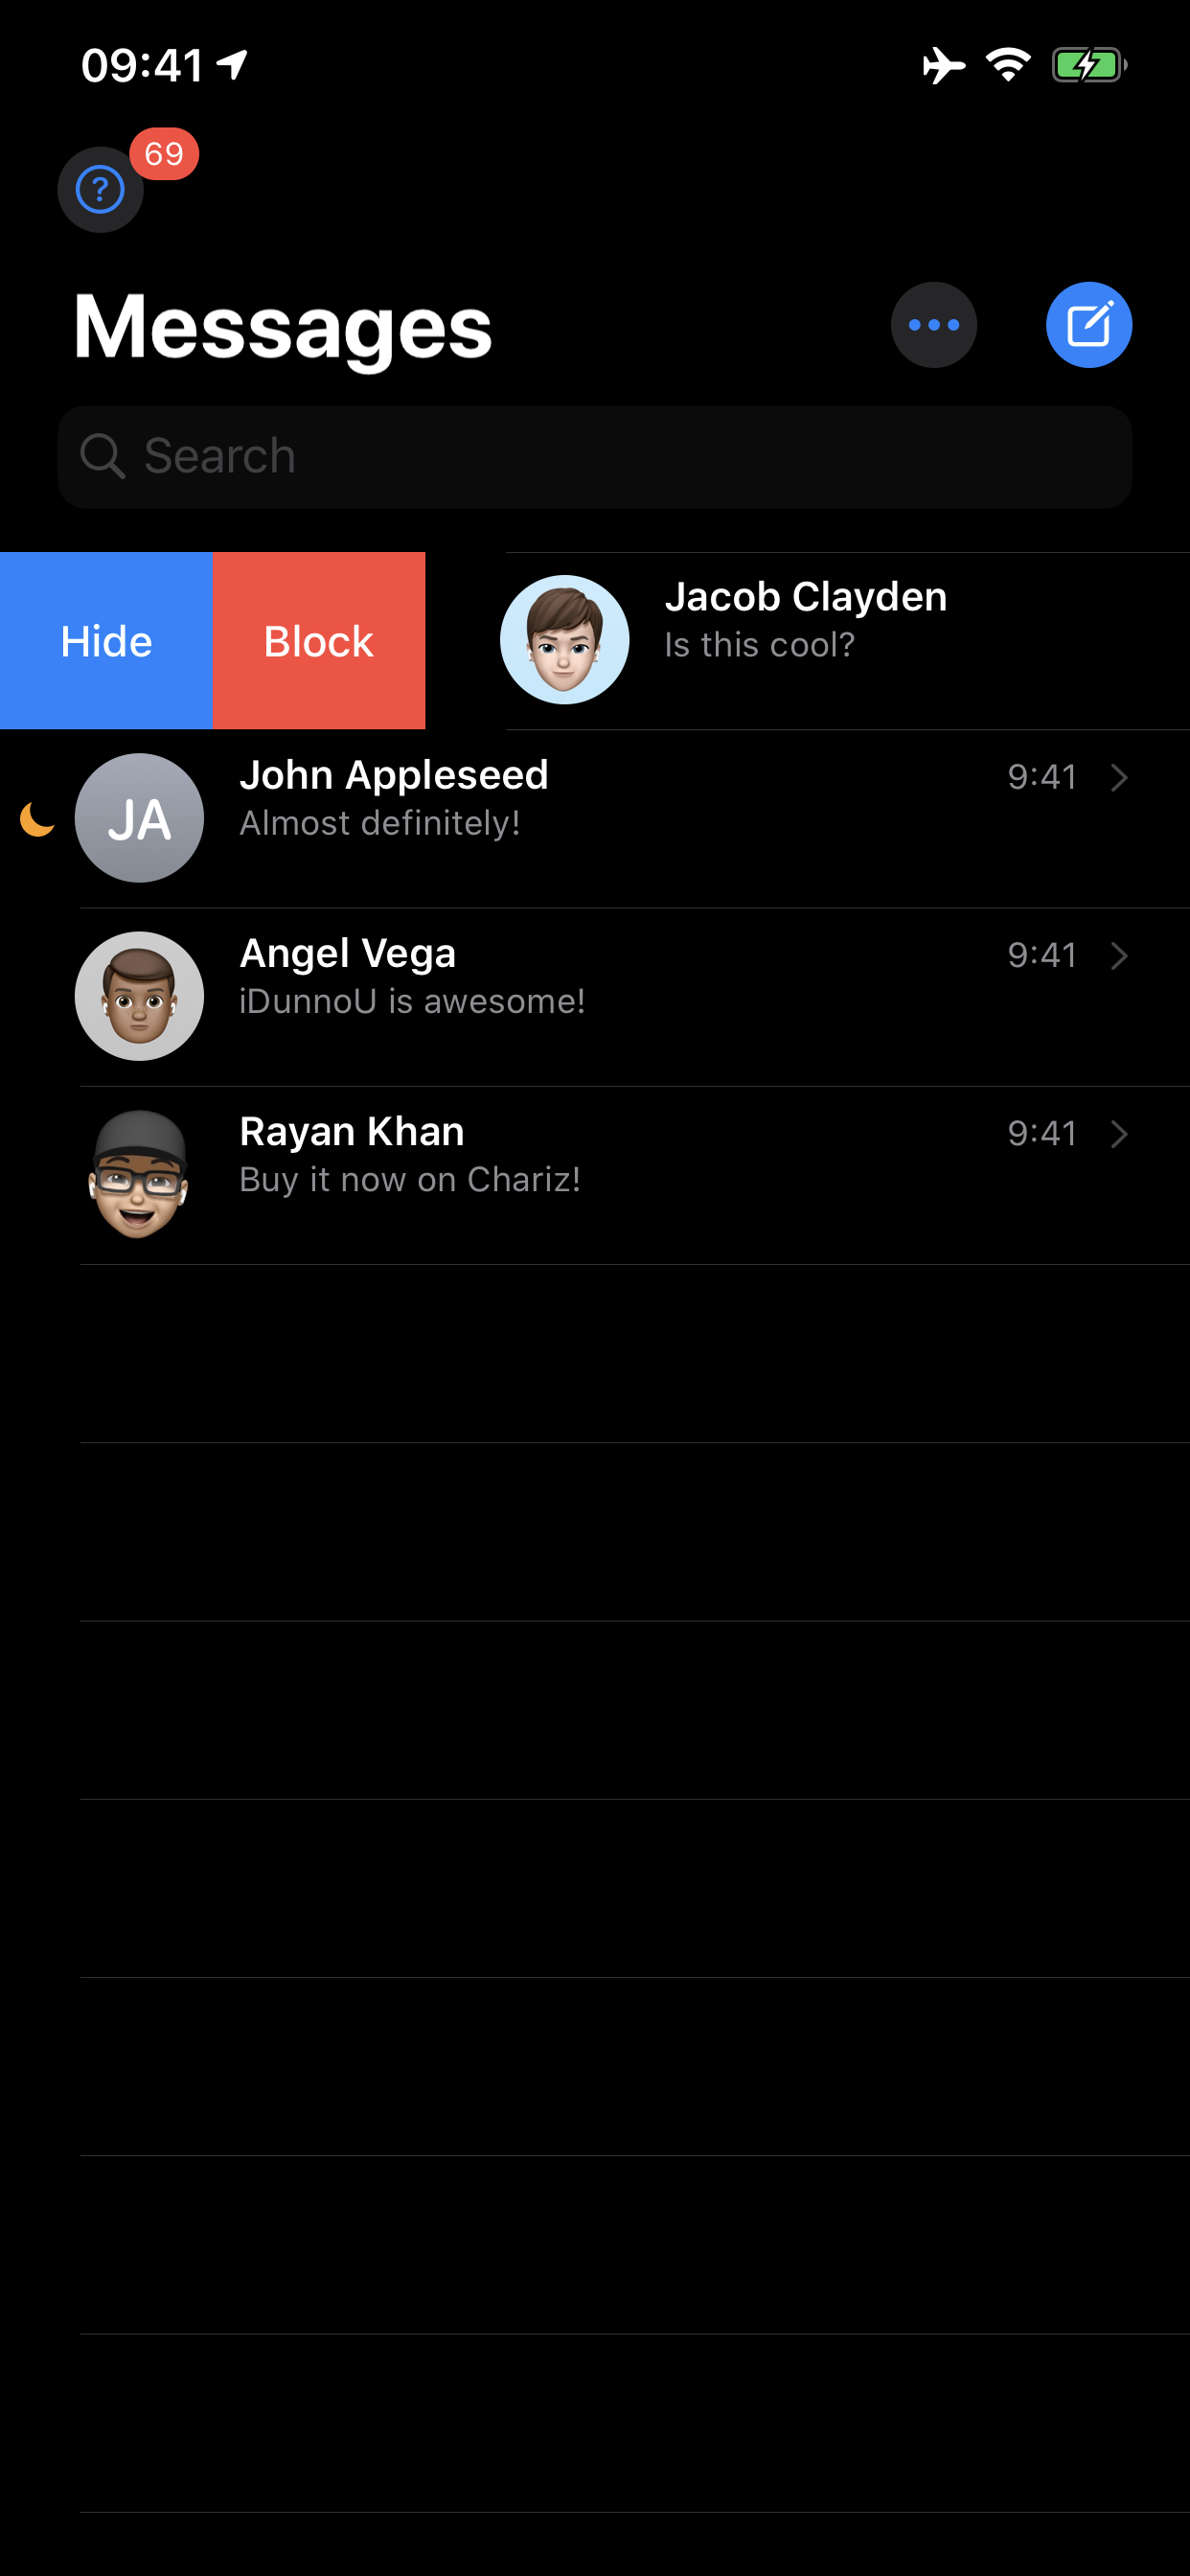 09:41
?
69
Messages
Search
Hide
Block
Jacob Clayden
Is this cool?
JA
John Appleseed
9:41
Almost definitely!
Angel Vega
9:41
iDunnoU is awesome!
Rayan Khan
9:41
Buy it now on Chariz!